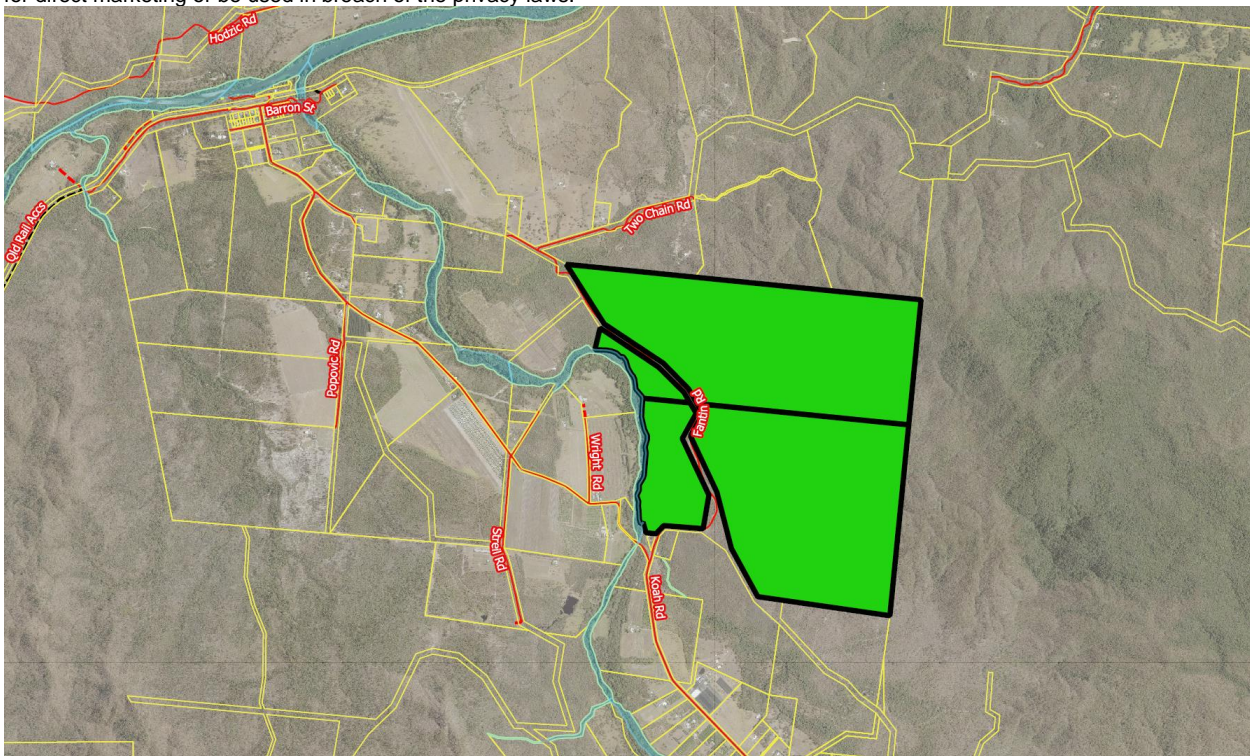 for direct marketing or be used in breach of the privacy laws.
Hodzic Rd
Barron St
Qld Rail Accs
Two Chain Rd
Popovic Rd
Fantin Rd
Wright Rd
Streil Rd
Koah Rd